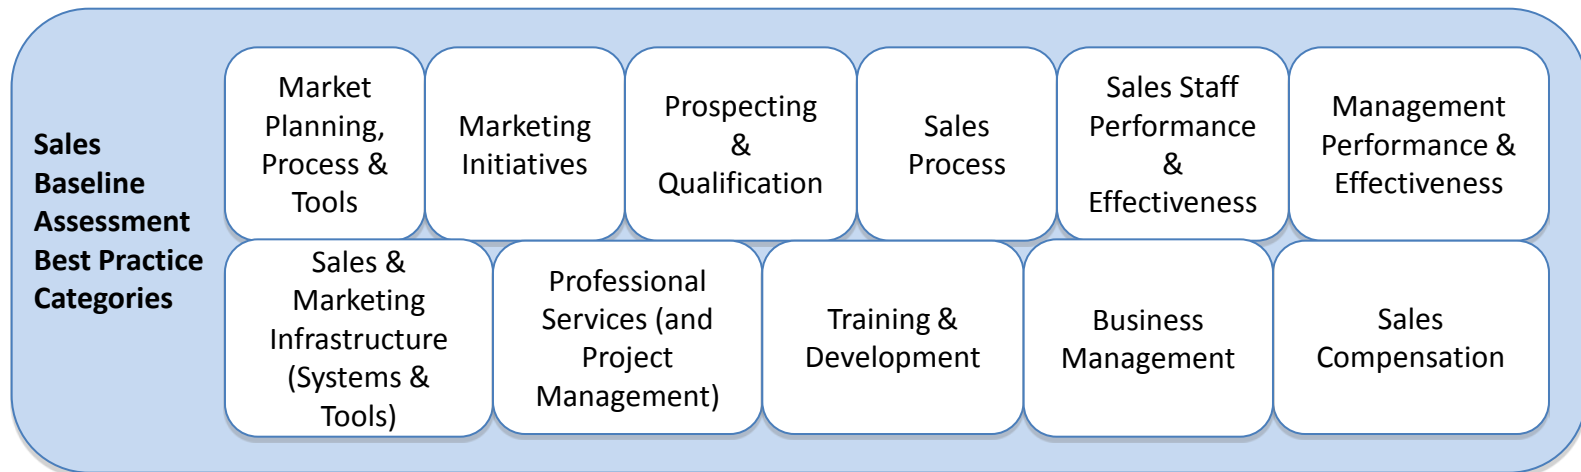 Sales
Baseline
Assessment
Best Practice
Categories
Market
Planning,
Process &
Tools
Marketing
Initiatives
Prospecting
&
Qualification
Sales
Process
Sales Staff
Performance
&
Effectiveness
Management
Performance &
Effectiveness
Sales &
Marketing
Infrastructure
(Systems &
Tools)
Professional
Services (and
Project
Management)
Training &
Development
Business
Management
Sales
Compensation